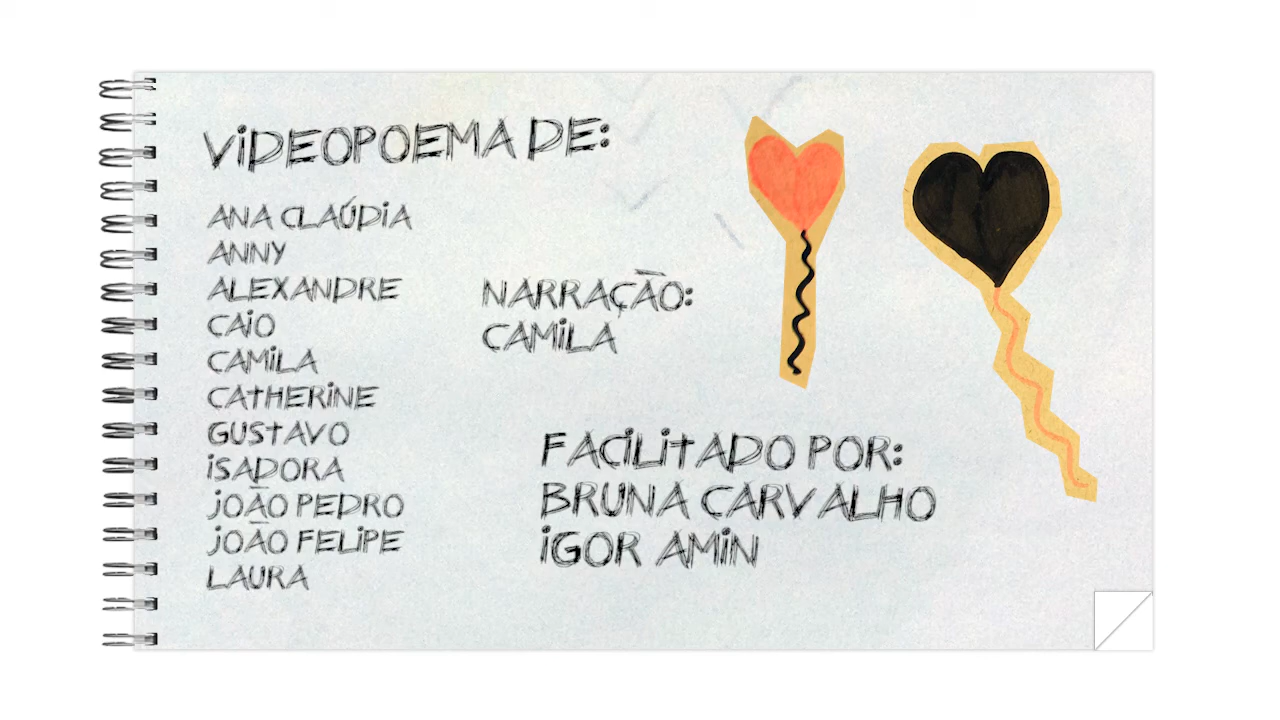 VIDEOPOEMA DE:
ANA CLAÚDIA
ANNY
ALEXANDRE
CAIO
CAMILA
CATHERINE
GUSTAVO
ISADORA
JOÃO PEDRO
JOÃO FELIPE
LAURA
NARRAÇÃO:
CAMILA
FACILITADO POR:
BRUNA CARVALHO
IGOR AMIN